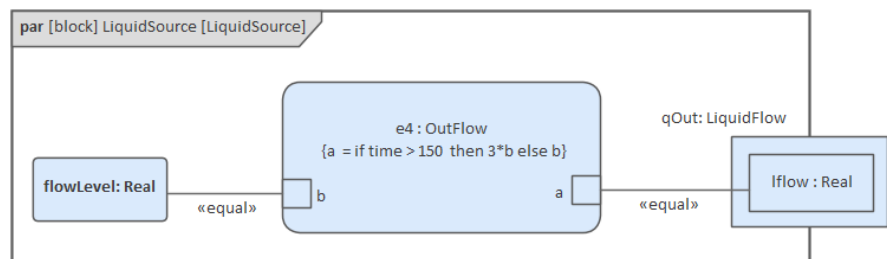 par [block] LiquidSource [LiquidSource]
qOut: LiquidFlow
e4 : OutFlow
{a = if time > 150 then 3*b else b}
flowLevel: Real
«equal»
b
a
«equal»
lflow : Real